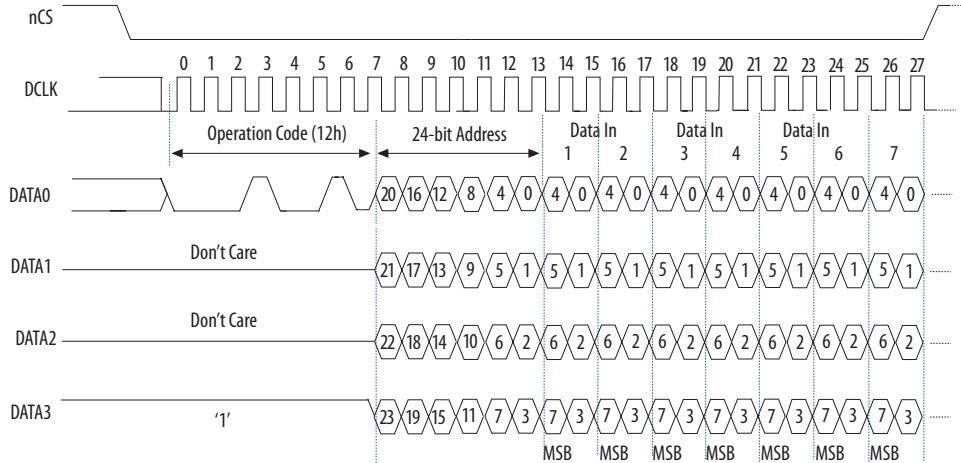 nCS
0 1 2 3 4 5 6 7 8 9 10 11 12 13 14 15 16 17 18 19 20 21 22 23 24 25 26 27
DCLK
Operation Code (12h) 24-bit Address Data In Data In Data In
1 2 3 4 5 6 7
DATA0 20 16 12 8 4 0 4 0 4 0 4 0 4 0 4 0 4 0 4 0
DATA1 Don't Care 21 17 13 9 5 1 5 1 5 1 5 1 5 1 5 1 5 1 5 1
DATA2 Don't Care 22 18 14 10 6 2 6 2 6 2 6 2 6 2 6 2 6 2 6 2
DATA3 '1' 23 19 15 11 7 3 7 3 7 3 7 3 7 3 7 3 7 3 7 3
MSB MSB MSB MSB MSB MSB MSB